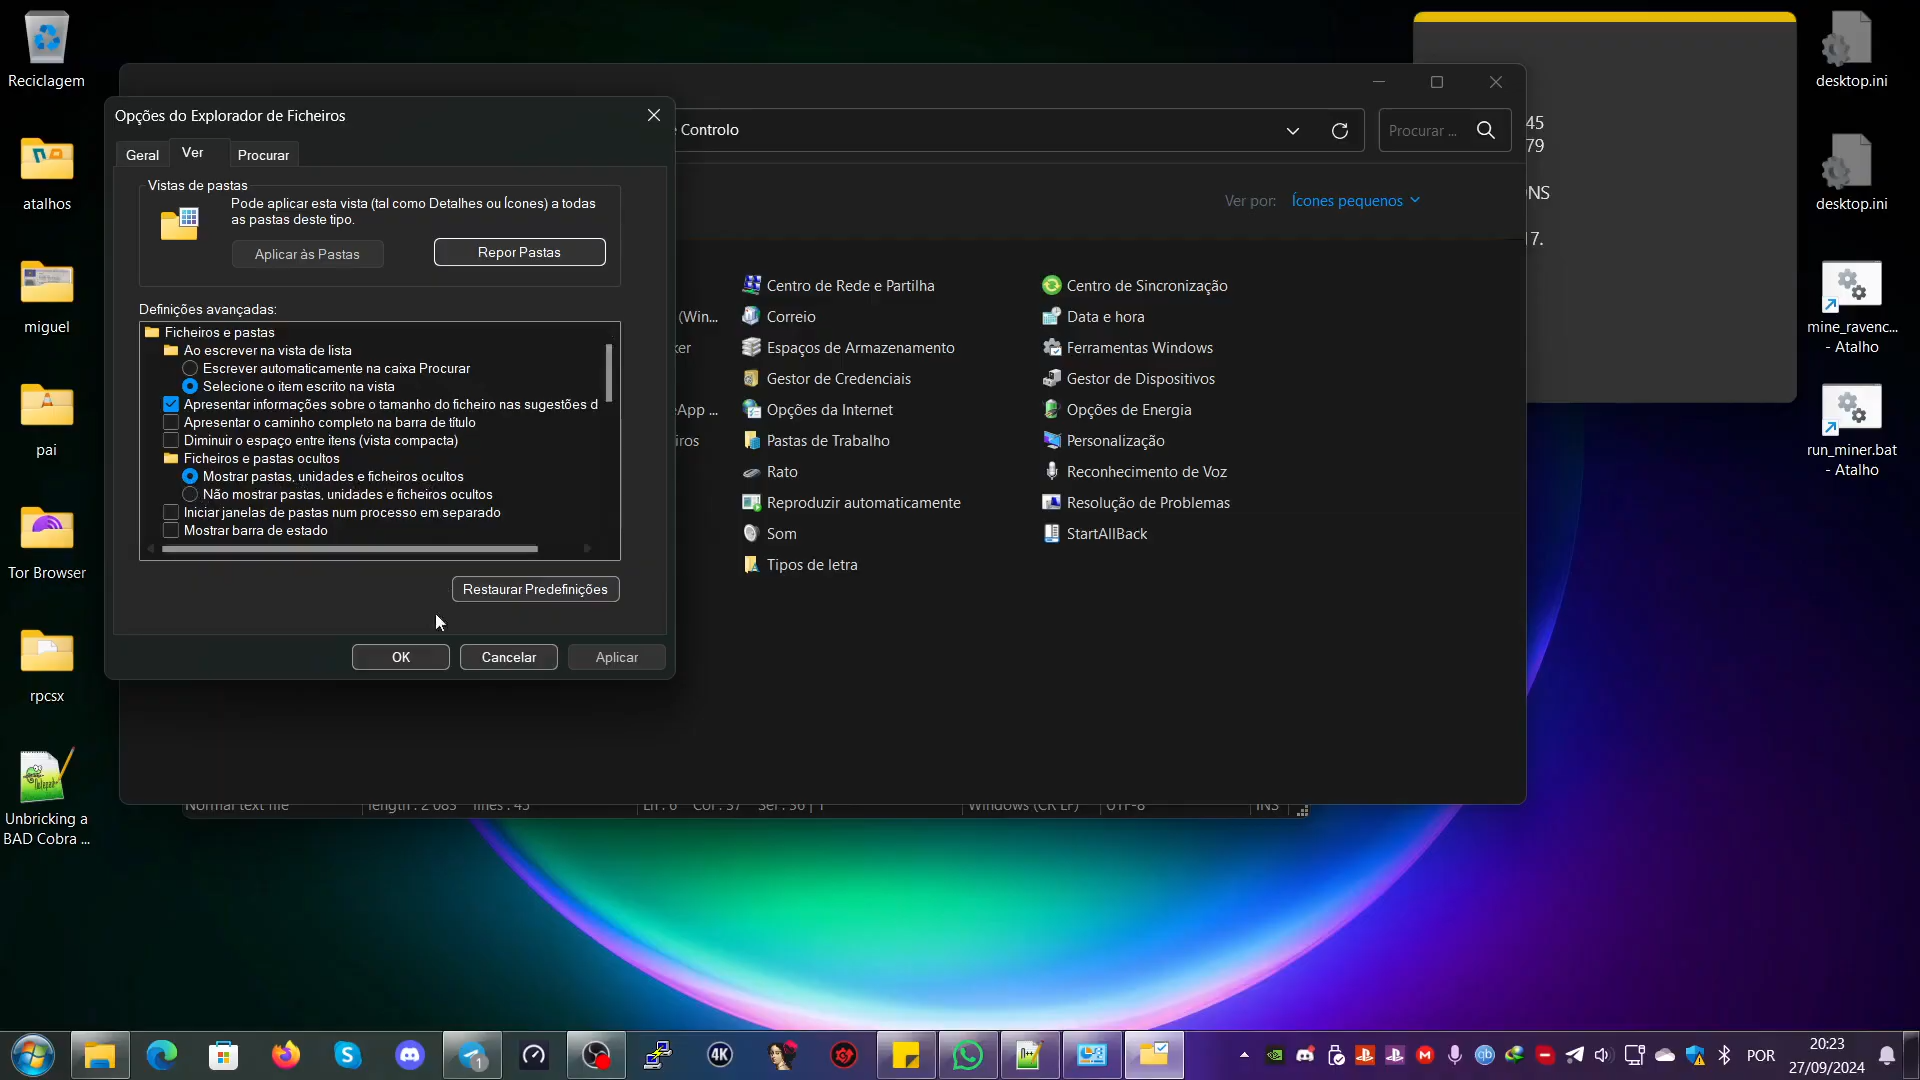 Reciclagem
atalhos
miguel
pai
Tor Browser
rpcsx
Unbricking a
BAD Cobra ...
Opções do Explorador de Ficheiros
Geral
Ver
Procurar
Vistas de pastas
Pode aplicar esta vista (tal como Detalhes ou Ícones) a todas
as pastas deste tipo.
Aplicar às Pastas
Repor Pastas
Definições avançadas:
Ficheiros e pastas
Ao escrever na vista de lista
Escrever automaticamente na caixa Procurar
Selecione o item escrito na vista
Apresentar informações sobre o tamanho do ficheiro nas sugestões d
Apresentar o caminho completo na barra de título
Diminuir o espaço entre itens (vista compacta)
Ficheiros e pastas ocultos
Mostrar pastas, unidades e ficheiros ocultos
Não mostrar pastas, unidades e ficheiros ocultos
Iniciar janelas de pastas num processo em separado
Mostrar barra de estado
Restaurar Predefinições
OK
Cancelar
Aplicar
Controlo
Procurar ...
Ver por:
Ícones pequenos
(Win...
ker
eApp ...
iros
Centro de Rede e Partilha
Correio
Espaços de Armazenamento
Gestor de Credenciais
Opções da Internet
Pastas de Trabalho
Rato
Reproduzir automaticamente
Som
Tipos de letra
Centro de Sincronização
Data e hora
Ferramentas Windows
Gestor de Dispositivos
Opções de Energia
Personalização
Reconhecimento de Voz
Resolução de Problemas
StartAllBack
45
79
NS
17.
Normal text file
length : 2 083
lines : 45
Ln : 6
Col : 37
Sel : 36 | 1
Windows (CR LF)
UTF-8
INS
desktop.ini
desktop.ini
mine_ravenc...
- Atalho
run_miner.bat
- Atalho
1
4K
n++
POR
20:23
27/09/2024